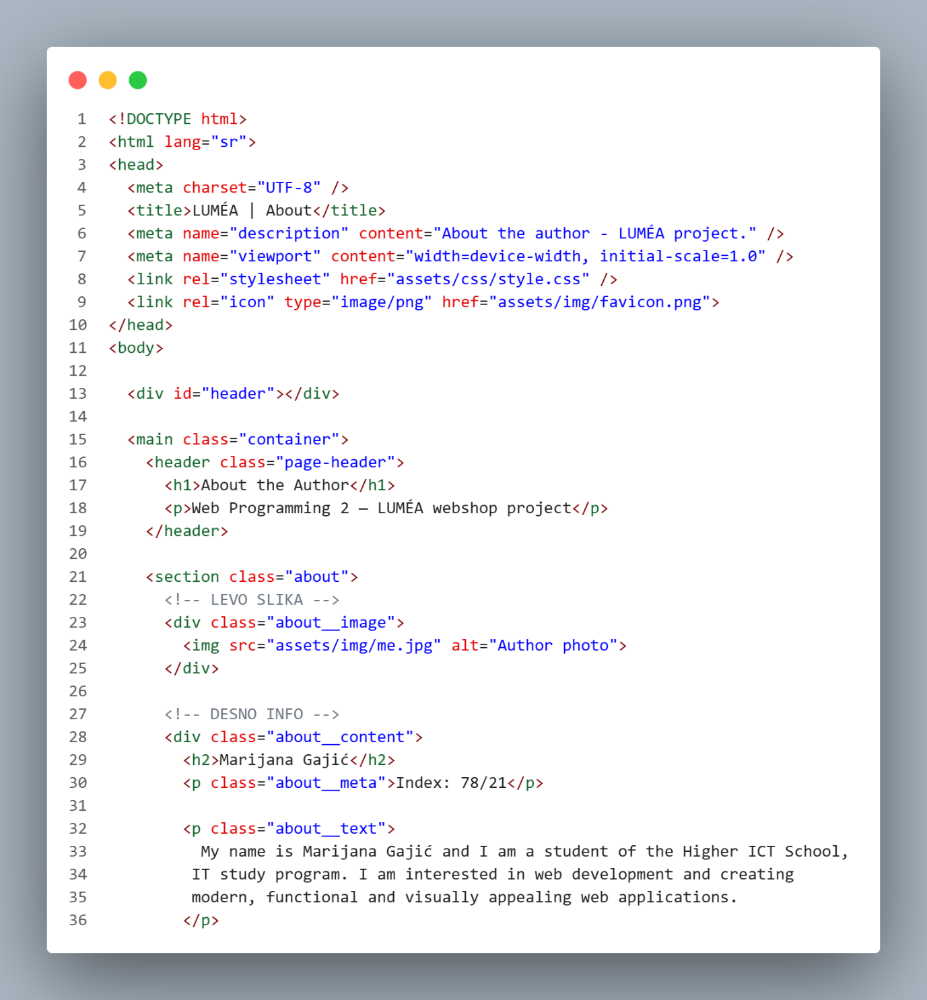 1 <!DOCTYPE html>
2 <html lang="sr">
3 <head>
4   <meta charset="UTF-8" />
5   <title>LUMÉA | About</title>
6   <meta name="description" content="About the author - LUMÉA project." />
7   <meta name="viewport" content="width=device-width, initial-scale=1.0" />
8   <link rel="stylesheet" href="assets/css/style.css" />
9   <link rel="icon" type="image/png" href="assets/img/favicon.png">
10 </head>
11 <body>
12
13   <div id="header"></div>
14
15   <main class="container">
16     <header class="page-header">
17       <h1>About the Author</h1>
18       <p>Web Programming 2 – LUMÉA webshop project</p>
19     </header>
20
21     <section class="about">
22       <!-- LEVO SLIKA -->
23       <div class="about__image">
24         <img src="assets/img/me.jpg" alt="Author photo">
25       </div>
26
27       <!-- DESNO INFO -->
28       <div class="about__content">
29         <h2>Marijana Gajić</h2>
30         <p class="about__meta">Index: 78/21</p>
31
32         <p class="about__text">
33           My name is Marijana Gajić and I am a student of the Higher ICT School,
34          IT study program. I am interested in web development and creating
35          modern, functional and visually appealing web applications.
36         </p>